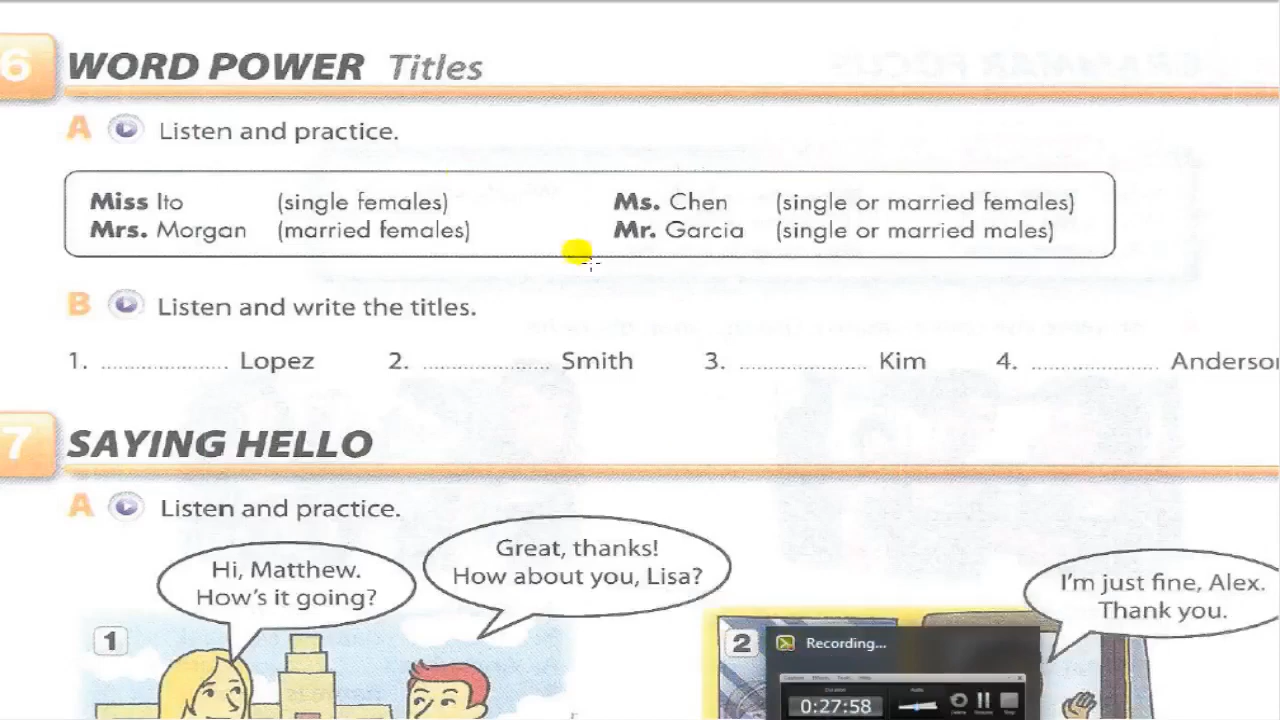 6 WORD POWER Titles
A Listen and practice.
Miss Ito (single females) Ms. Chen (single or married females)
Mrs. Morgan (married females) Mr. Garcia (single or married males)
B Listen and write the titles.
1. .................... Lopez 2. .................... Smith 3. .................... Kim 4. .................... Anderson
7 SAYING HELLO
A Listen and practice.
Hi, Matthew.
How's it going?
Great, thanks!
How about you, Lisa?
I'm just fine, Alex.
Thank you.
1
2
Recording...
0:27:58